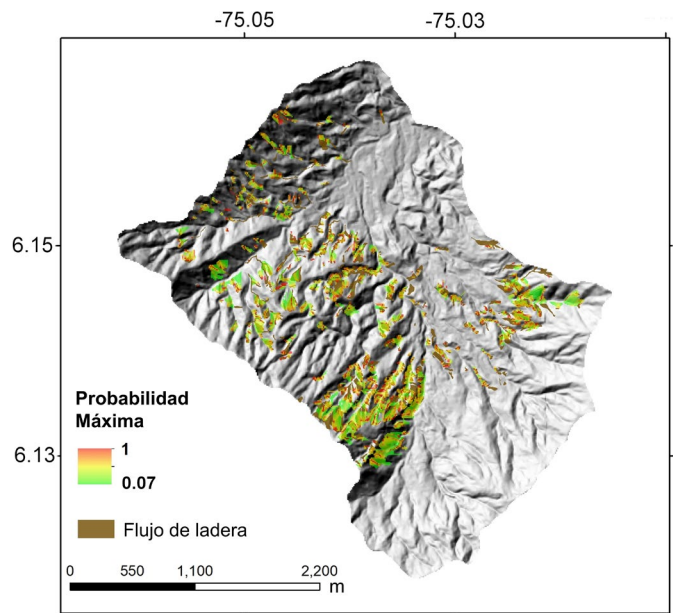 -75.05 -75.03
6.15
6.13
Probabilidad
Máxima
1
0.07
Flujo de ladera
0 550 1,100 2,200
m